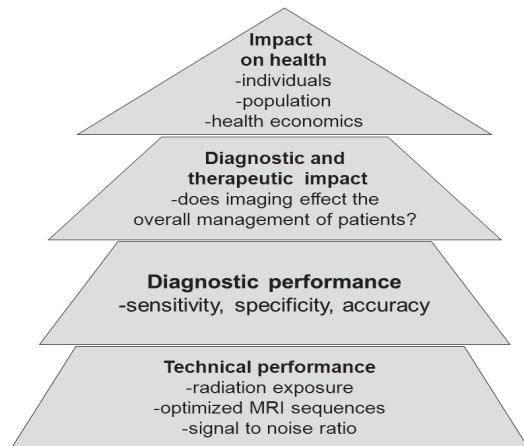 Impact
on health
-individuals
-population
-health economics
Diagnostic and
therapeutic impact
-does imaging effect the
overall management of patients?
Diagnostic performance
-sensitivity, specificity, accuracy
Technical performance
-radiation exposure
-optimized MRI sequences
-signal to noise ratio